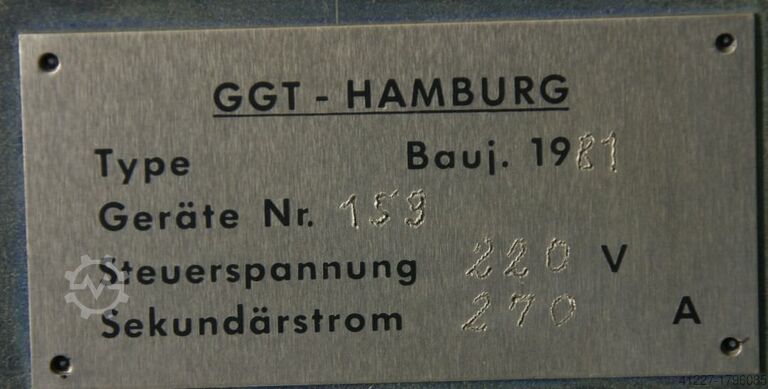 GGT - HAMBURG
Type Bauj. 1981
Geräte Nr. 159
Steuerspannung 220 V
Sekundärstrom 270 A